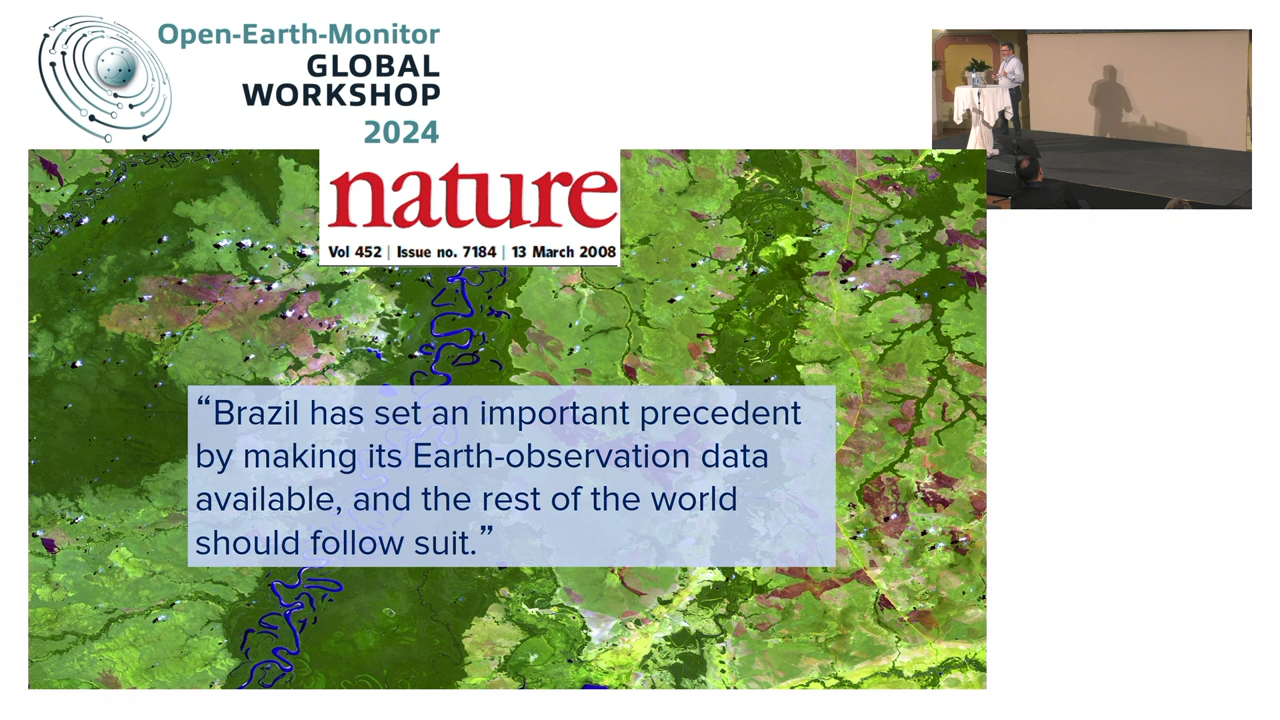 Open-Earth-Monitor
GLOBAL
WORKSHOP
2024
nature
Vol 452 | Issue no. 7184 | 13 March 2008
“Brazil has set an important precedent
by making its Earth-observation data
available, and the rest of the world
should follow suit.”